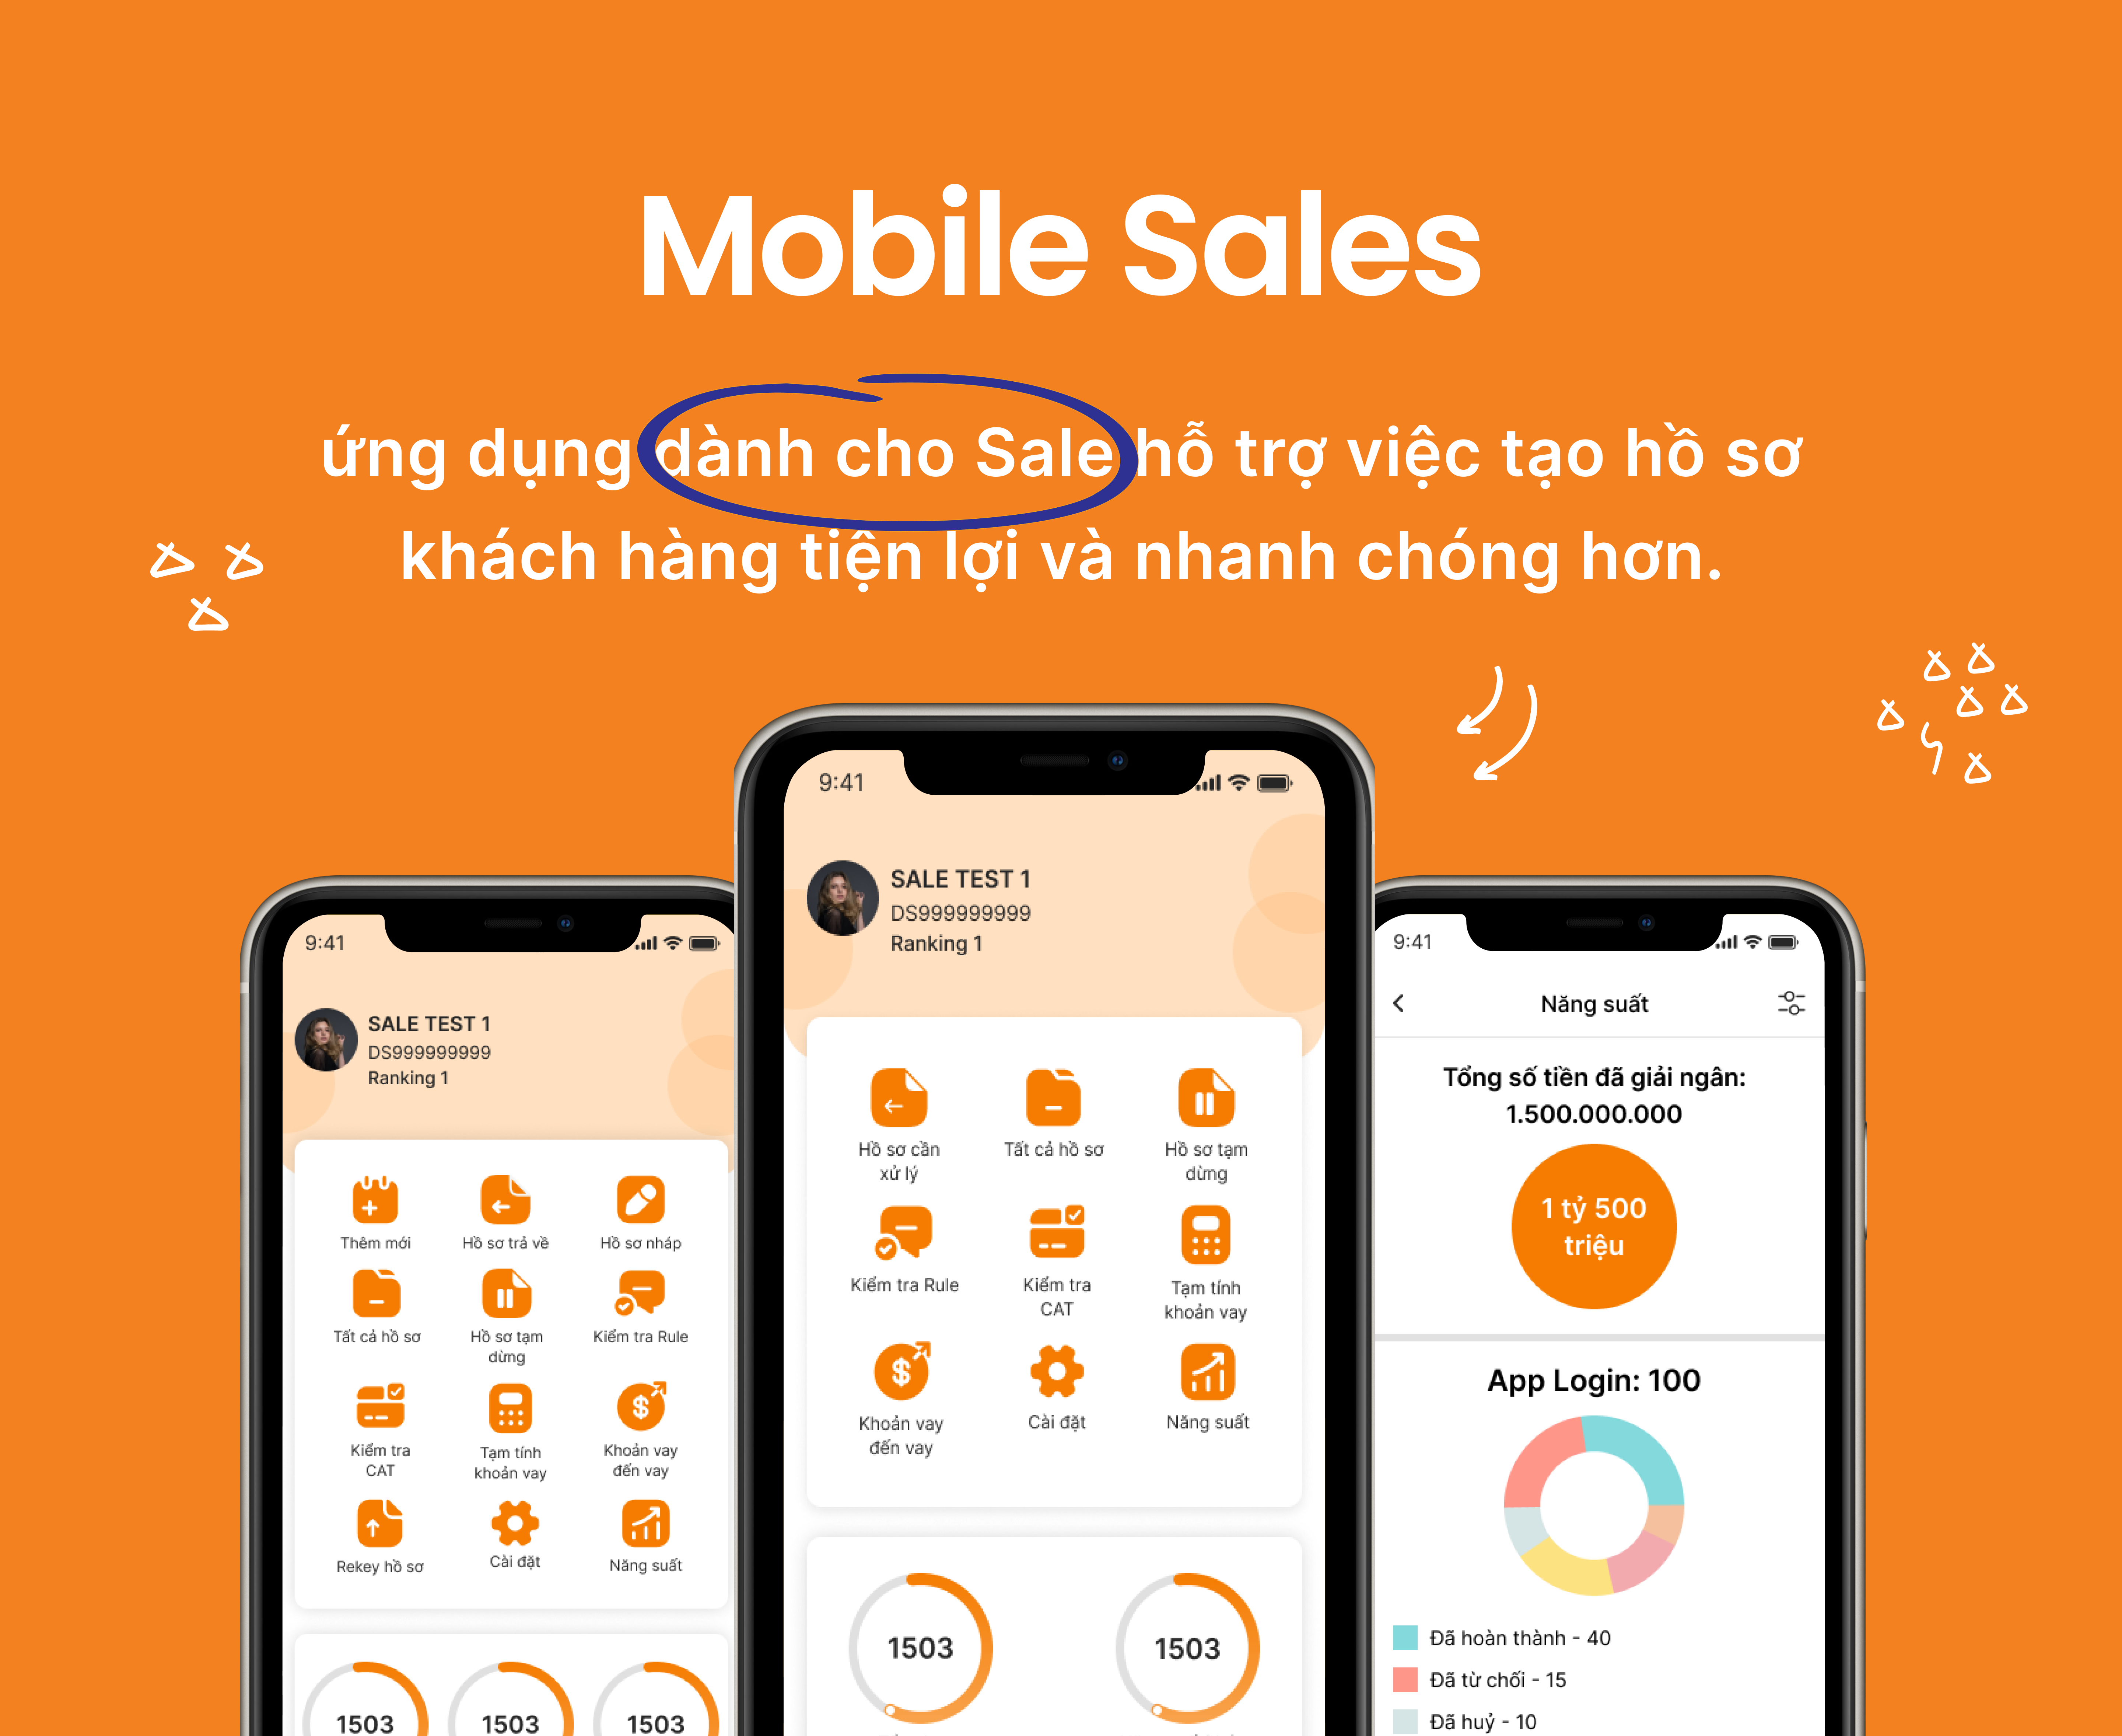 Mobile Sales
ứng dụng dành cho Sale hỗ trợ việc tạo hồ sơ
khách hàng tiện lợi và nhanh chóng hơn.
9:41
SALE TEST 1
DS999999999
Ranking 1
Thêm mới
Hồ sơ trả về
Hồ sơ nháp
Tất cả hồ sơ
Hồ sơ tạm
dừng
Kiểm tra Rule
Kiểm tra
CAT
Tạm tính
khoản vay
Khoản vay
đến vay
Rekey hồ sơ
Cài đặt
Năng suất
1503
1503
1503
9:41
SALE TEST 1
DS999999999
Ranking 1
Hồ sơ cần
xử lý
Tất cả hồ sơ
Hồ sơ tạm
dừng
Kiểm tra Rule
Kiểm tra
CAT
Tạm tính
khoản vay
Khoản vay
đến vay
Cài đặt
Năng suất
1503
1503
9:41
Năng suất
Tổng số tiền đã giải ngân:
1.500.000.000
1 tỷ 500
triệu
App Login: 100
Đã hoàn thành - 40
Đã từ chối - 15
Đã huỷ - 10